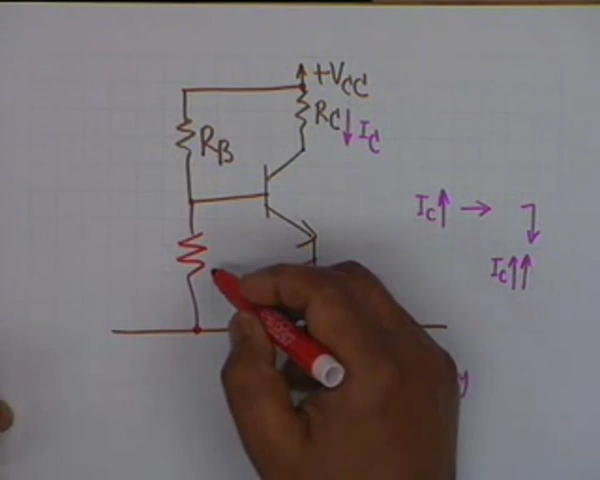 +VCC
RC ↓ IC
RB
IC↑ →
IC↑↑